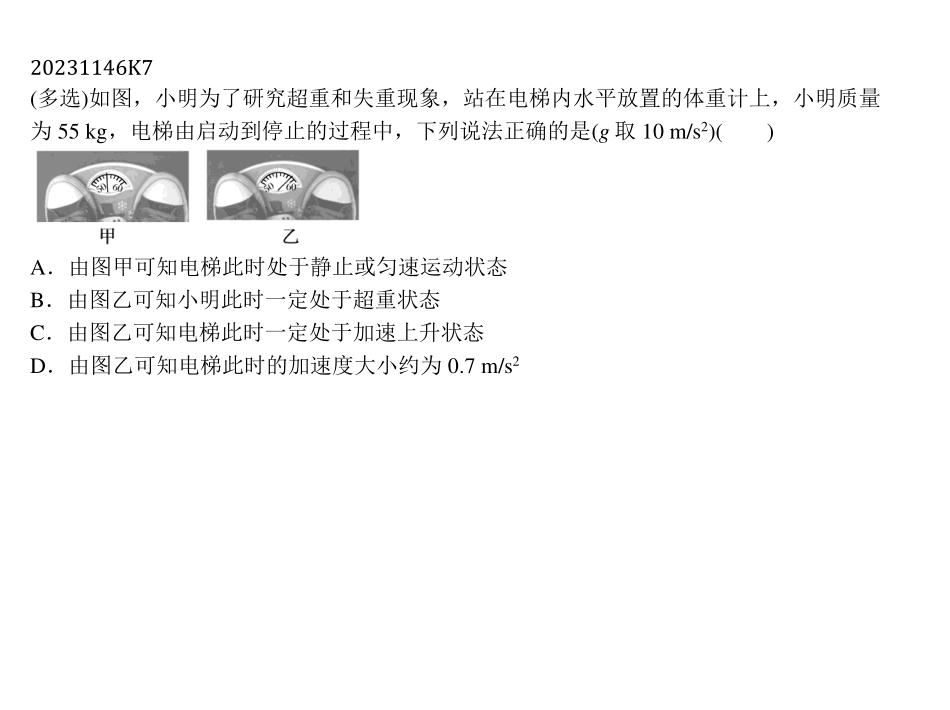 20231146K7
(多选)如图，小明为了研究超重和失重现象，站在电梯内水平放置的体重计上，小明质量
为 55 kg，电梯由启动到停止的过程中，下列说法正确的是(g 取 10 m/s²)(　　)
50 60 50 60
甲 乙
A．由图甲可知电梯此时处于静止或匀速运动状态
B．由图乙可知小明此时一定处于超重状态
C．由图乙可知电梯此时一定处于加速上升状态
D．由图乙可知电梯此时的加速度大小约为 0.7 m/s²